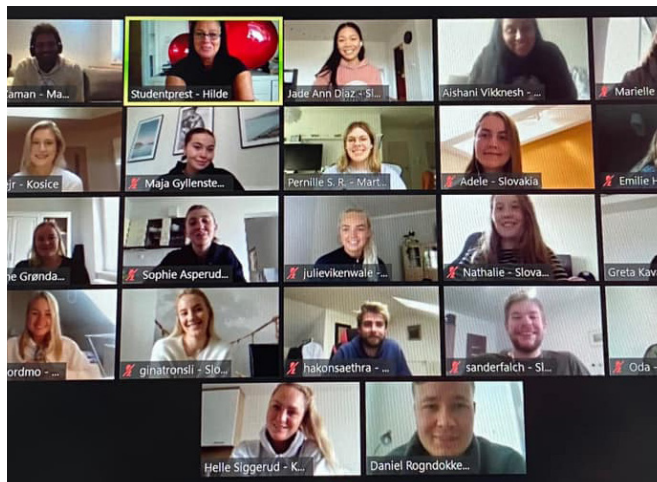 aman - Ma...
Studentprest - Hilde
Jade Ann Diaz - Sl...
Aishani Vikknesh - ...
Marielle
jr - Kosice
Maja Gyllenste...
Pernille S. R. - Mart...
Adele - Slovakia
Emilie H
ne Grønda...
Sophie Asperud...
julievikenwale...
Nathalie - Slova...
Greta Kav
ordmo - ...
ginatronsli - Slo...
hakonsaethra - ...
sanderfalch - Sl...
Oda -
Helle Siggerud - K...
Daniel Rogndokke...